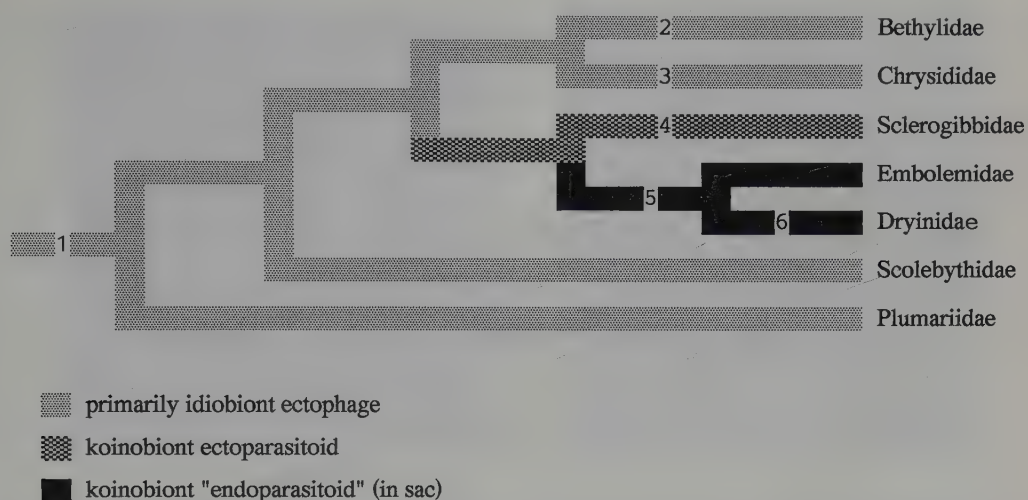 2
Bethylidae
3
Chrysididae
4
Sclerogibbidae
Embolemidae
5
6
Dryinidae
1
Scolebythidae
Plumariidae
primarily idiobiont ectophage
koinobiont ectoparasitoid
koinobiont "endoparasitoid" (in sac)